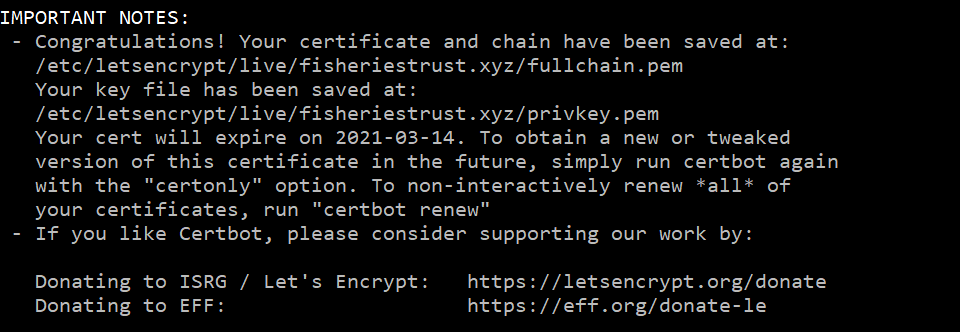 IMPORTANT NOTES:
- Congratulations! Your certificate and chain have been saved at:
/etc/letsencrypt/live/fisheriestrust.xyz/fullchain.pem
Your key file has been saved at:
/etc/letsencrypt/live/fisheriestrust.xyz/privkey.pem
Your cert will expire on 2021-03-14. To obtain a new or tweaked
version of this certificate in the future, simply run certbot again
with the "certonly" option. To non-interactively renew *all* of
your certificates, run "certbot renew"
- If you like Certbot, please consider supporting our work by:
Donating to ISRG / Let's Encrypt:   https://letsencrypt.org/donate
Donating to EFF:                    https://eff.org/donate-le